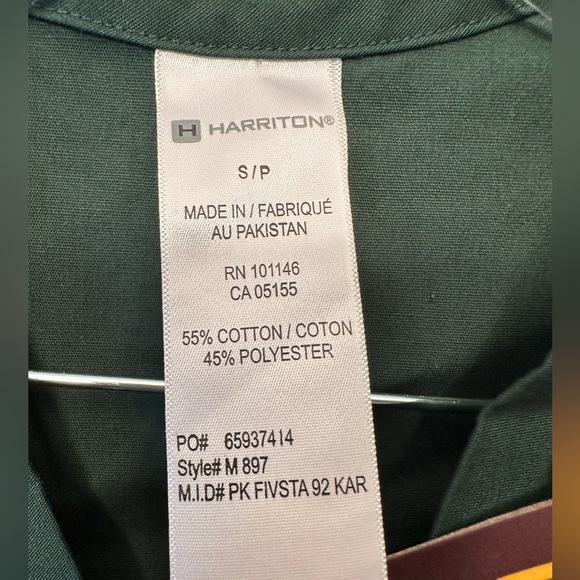 H HARRITON®
S/P
MADE IN / FABRIQUÉ
AU PAKISTAN
RN 101146
CA 05155
55% COTTON / COTON
45% POLYESTER
PO# 65937414
Style# M 897
M.I.D# PK FIVSTA 92 KAR